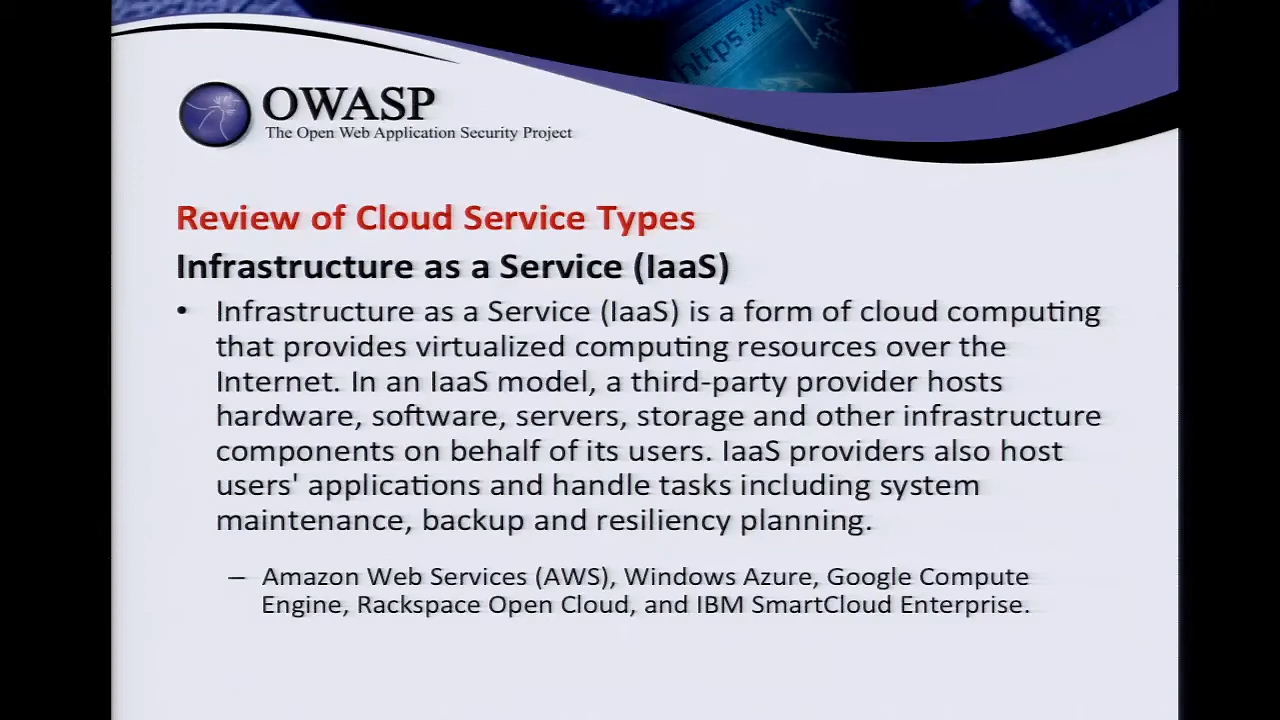 https://w
OWASP
The Open Web Application Security Project
Review of Cloud Service Types
Infrastructure as a Service (IaaS)
• Infrastructure as a Service (IaaS) is a form of cloud computing
that provides virtualized computing resources over the
Internet. In an IaaS model, a third-party provider hosts
hardware, software, servers, storage and other infrastructure
components on behalf of its users. IaaS providers also host
users' applications and handle tasks including system
maintenance, backup and resiliency planning.
– Amazon Web Services (AWS), Windows Azure, Google Compute
Engine, Rackspace Open Cloud, and IBM SmartCloud Enterprise.